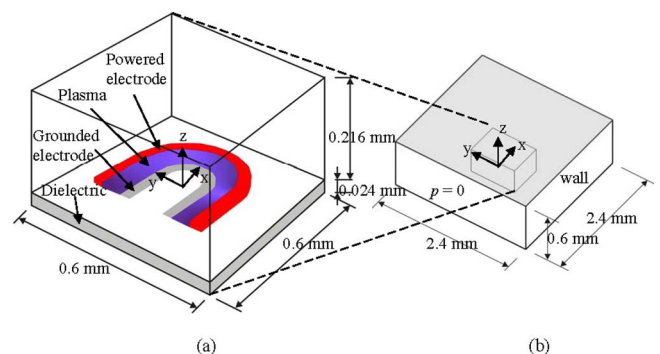 Powered
electrode
Plasma
Grounded
electrode
Dielectric
z
y
x
0.216 mm
0.024 mm
0.6 mm
0.6 mm
(a)
z
y
x
wall
p = 0
2.4 mm
0.6 mm
2.4 mm
(b)